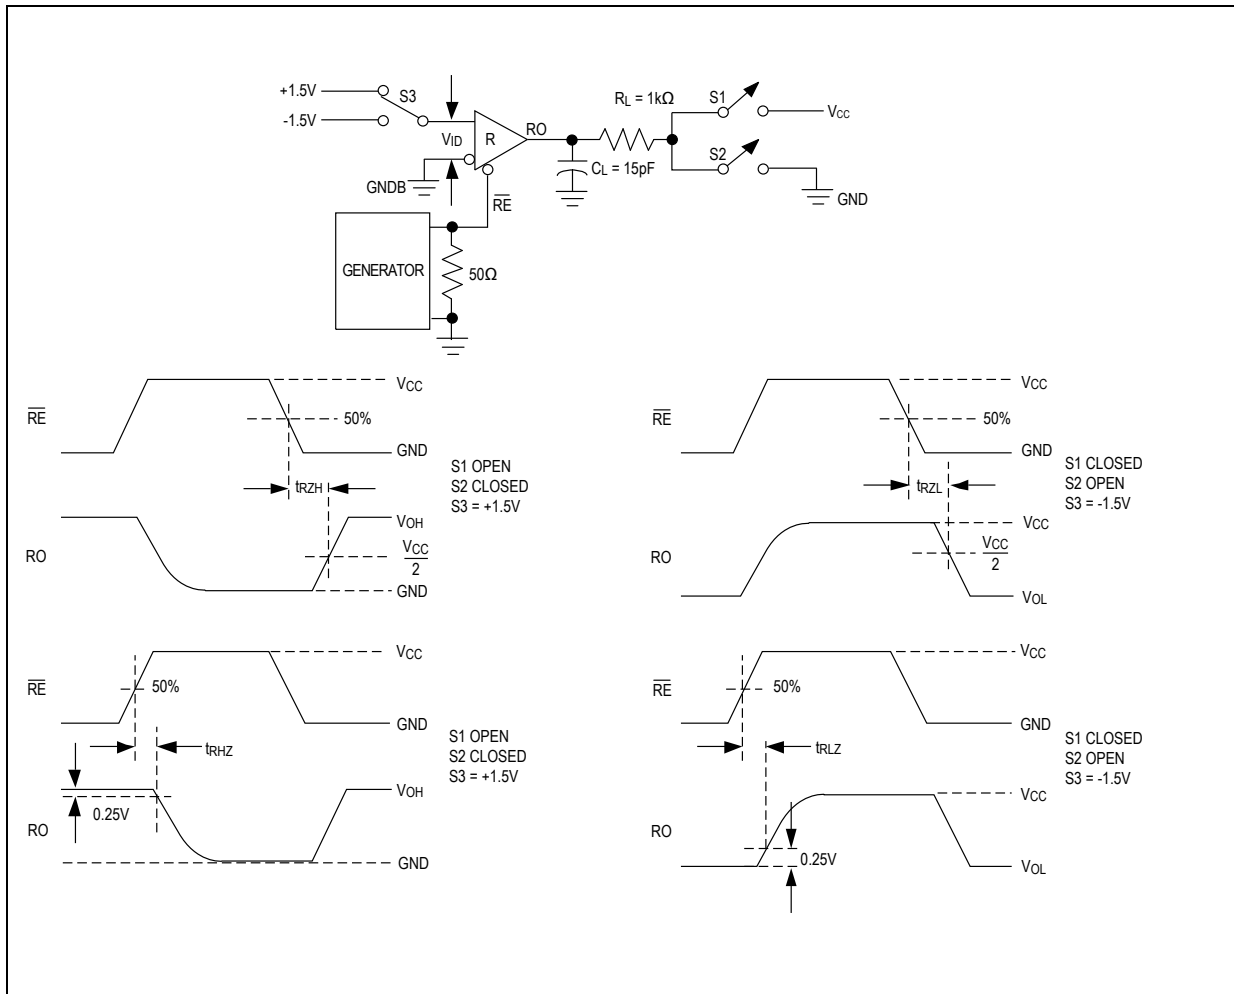 +1.5V
S3
-1.5V
VID
R
RO
RL = 1kΩ
S1
VCC
S2
CL = 15pF
GND
GNDB
RE
GENERATOR
50Ω
VCC
RE
50%
GND
S1 OPEN
S2 CLOSED
S3 = +1.5V
tRZH
VOH
RO
VCC
2
GND
VCC
RE
50%
GND
S1 CLOSED
S2 OPEN
S3 = -1.5V
tRZL
VCC
RO
VCC
2
VOL
VCC
RE
50%
GND
S1 OPEN
S2 CLOSED
S3 = +1.5V
tRHZ
VOH
0.25V
RO
GND
VCC
RE
50%
GND
S1 CLOSED
S2 OPEN
S3 = -1.5V
tRLZ
VCC
RO
0.25V
VOL